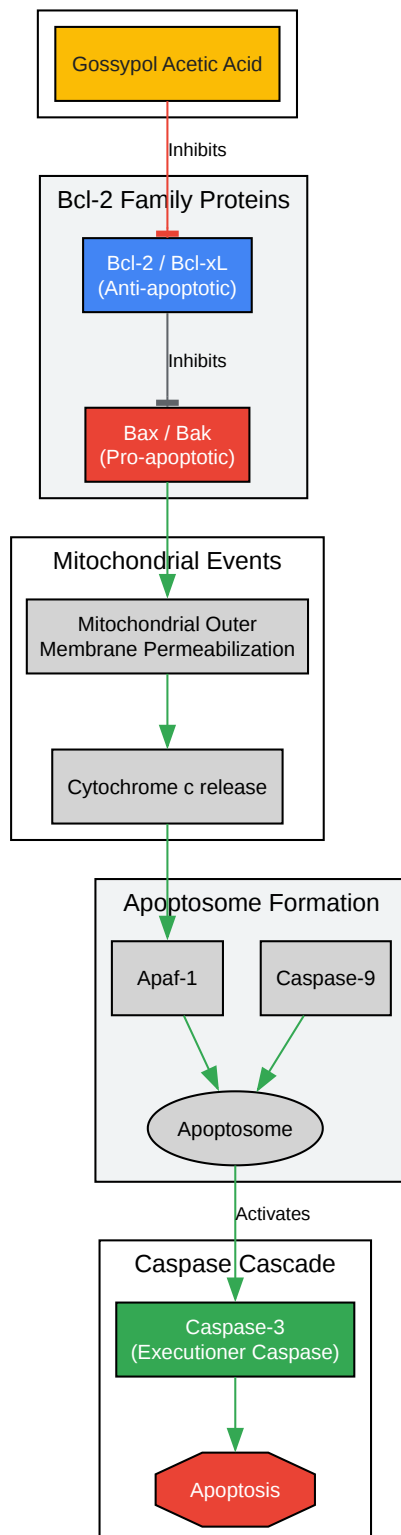 Gossypol Acetic Acid
Inhibits
Bcl-2 Family Proteins
Bcl-2 / Bcl-xL
(Anti-apoptotic)
Inhibits
Bax / Bak
(Pro-apoptotic)
Mitochondrial Events
Mitochondrial Outer
Membrane Permeabilization
Cytochrome c release
Apoptosome Formation
Apaf-1
Caspase-9
Apoptosome
Activates
Caspase Cascade
Caspase-3
(Executioner Caspase)
Apoptosis